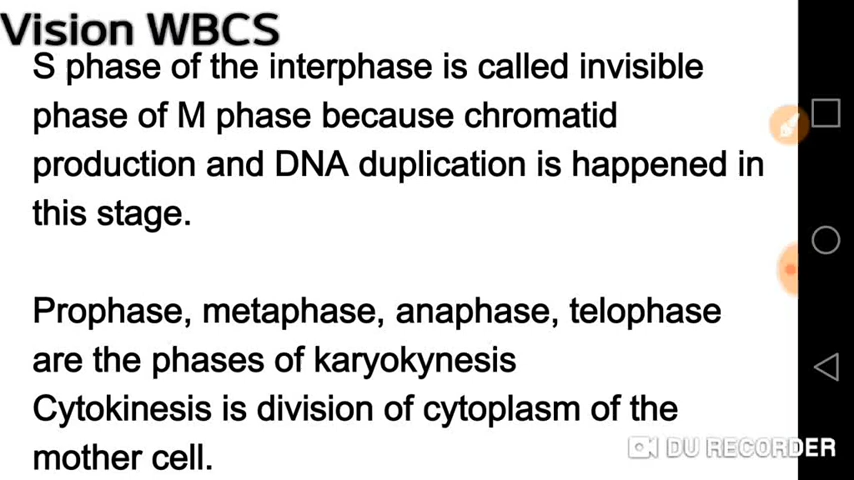 Vision WBCS
S phase of the interphase is called invisible
phase of M phase because chromatid
production and DNA duplication is happened in
this stage.
Prophase, metaphase, anaphase, telophase
are the phases of karyokynesis
Cytokinesis is division of cytoplasm of the
mother cell.
DU RECORDER